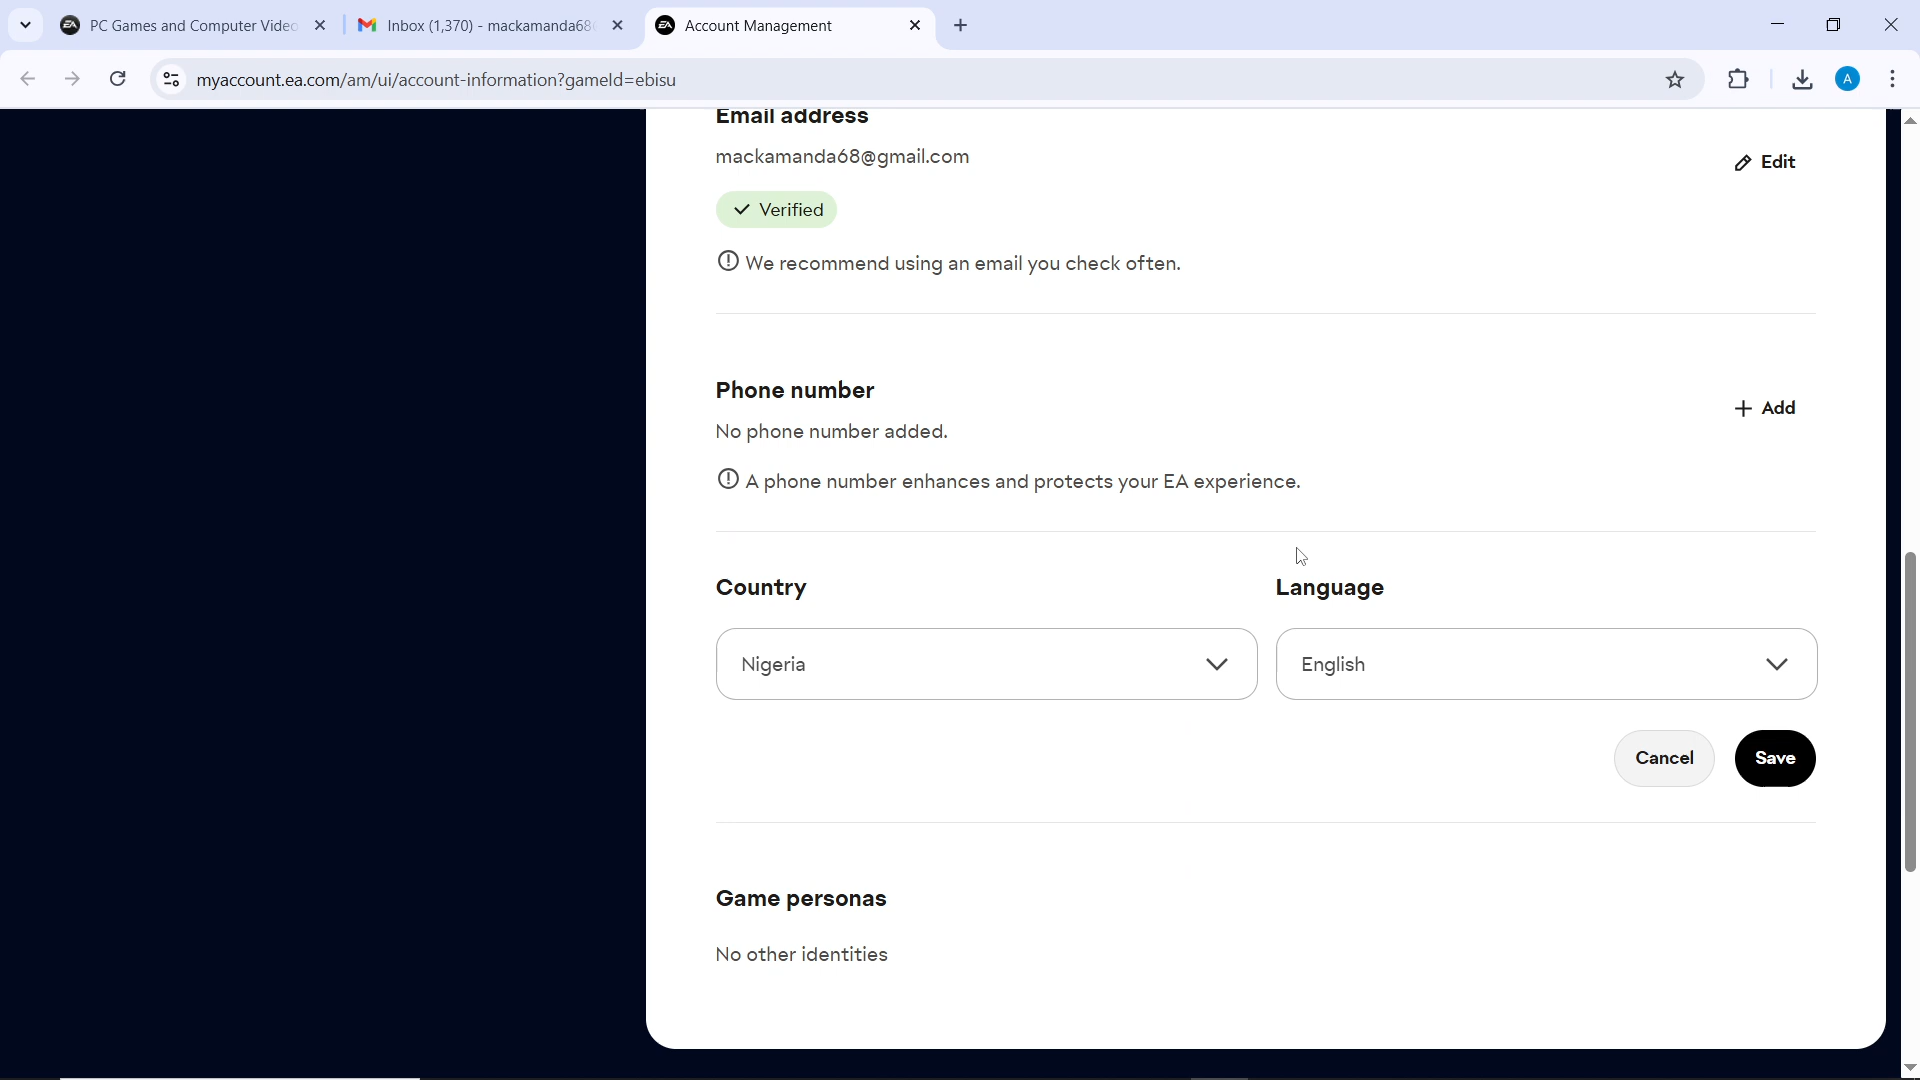 PC Games and Computer Video
Inbox (1,370) - mackamanda68
Account Management
myaccount.ea.com/am/ui/account-information?gameId=ebisu
A
Email address
mackamanda68@gmail.com
Edit
Verified
We recommend using an email you check often.
Phone number
Add
No phone number added.
A phone number enhances and protects your EA experience.
Country
Language
Nigeria
English
Cancel
Save
Game personas
No other identities